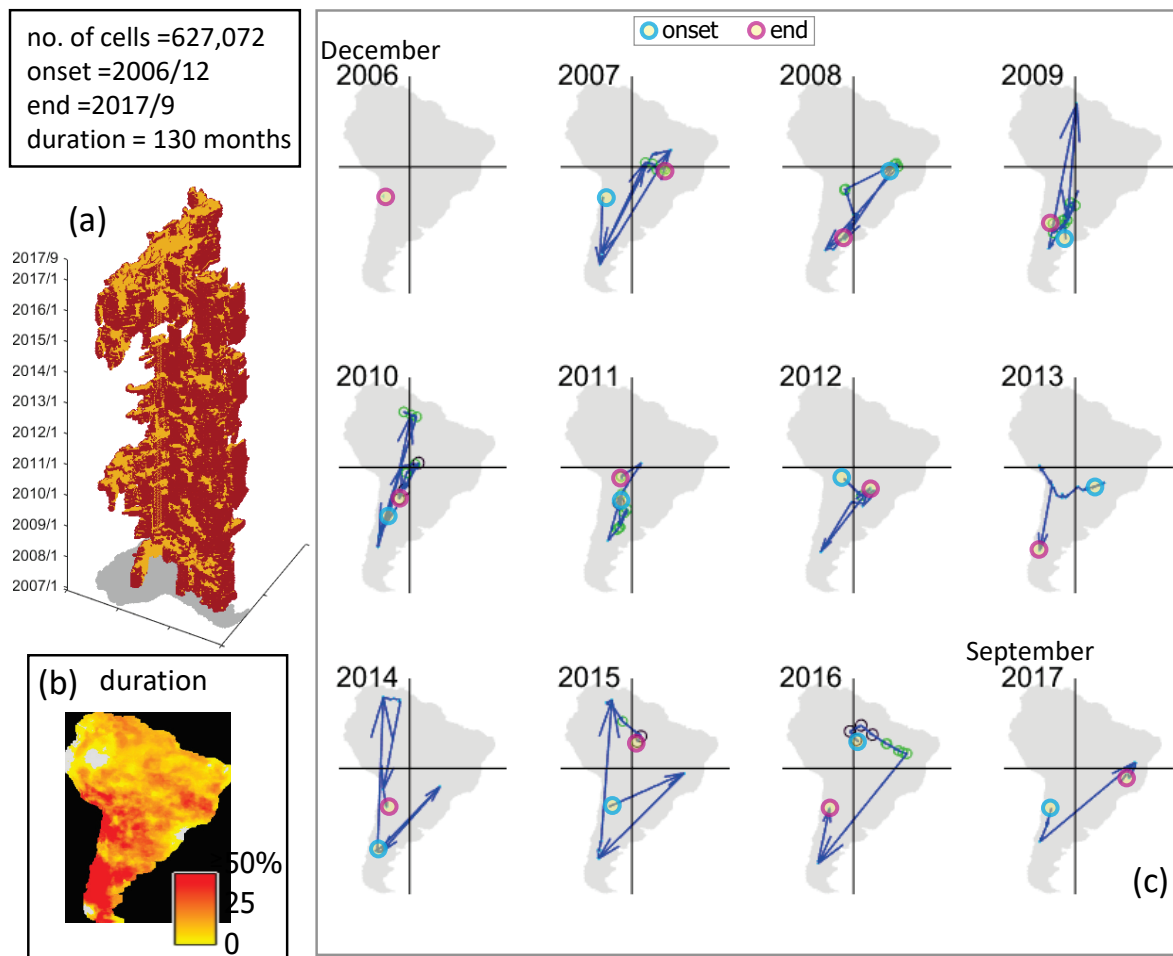 no. of cells =627,072
onset =2006/12
end =2017/9
duration = 130 months
(a)
2017/9
2017/1
2016/1
2015/1
2014/1
2013/1
2012/1
2011/1
2010/1
2009/1
2008/1
2007/1
(b) duration
50%
25
0
onset end
December
2006 2007 2008 2009
2010 2011 2012 2013
September
2014 2015 2016 2017
(c)